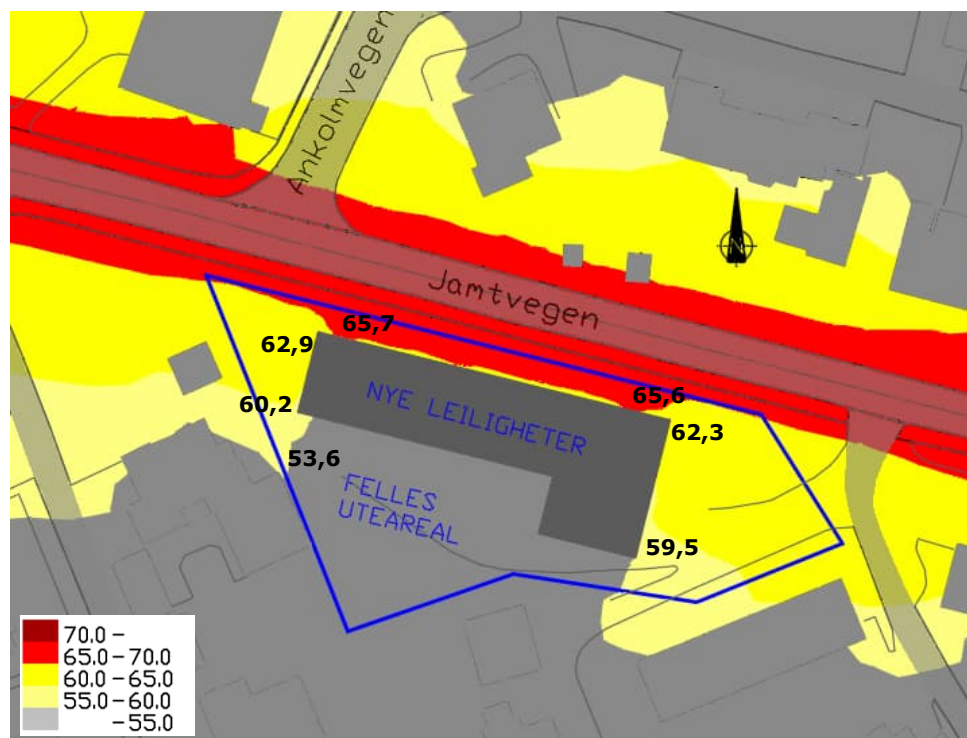 Ankolmvegen
N
Jamtvegen
65,7
62,9
65,6
60,2
NYE LEILIGHETER
62,3
53,6
FELLES
UTEAREAL
59,5
70.0 -
65.0 - 70.0
60.0 - 65.0
55.0 - 60.0
- 55.0